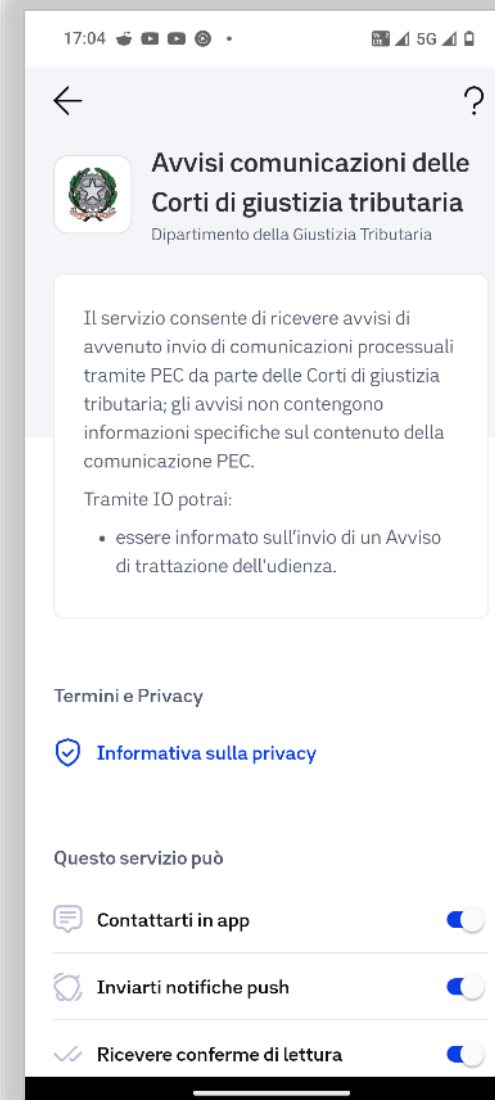 17:04
5G
?
Avvisi comunicazioni delle
Corti di giustizia tributaria
Dipartimento della Giustizia Tributaria
Il servizio consente di ricevere avvisi di
avvenuto invio di comunicazioni processuali
tramite PEC da parte delle Corti di giustizia
tributaria; gli avvisi non contengono
informazioni specifiche sul contenuto della
comunicazione PEC.
Tramite IO potrai:
• essere informato sull'invio di un Avviso
di trattazione dell'udienza.
Termini e Privacy
Informativa sulla privacy
Questo servizio può
Contattarti in app
Inviarti notifiche push
Ricevere conferme di lettura